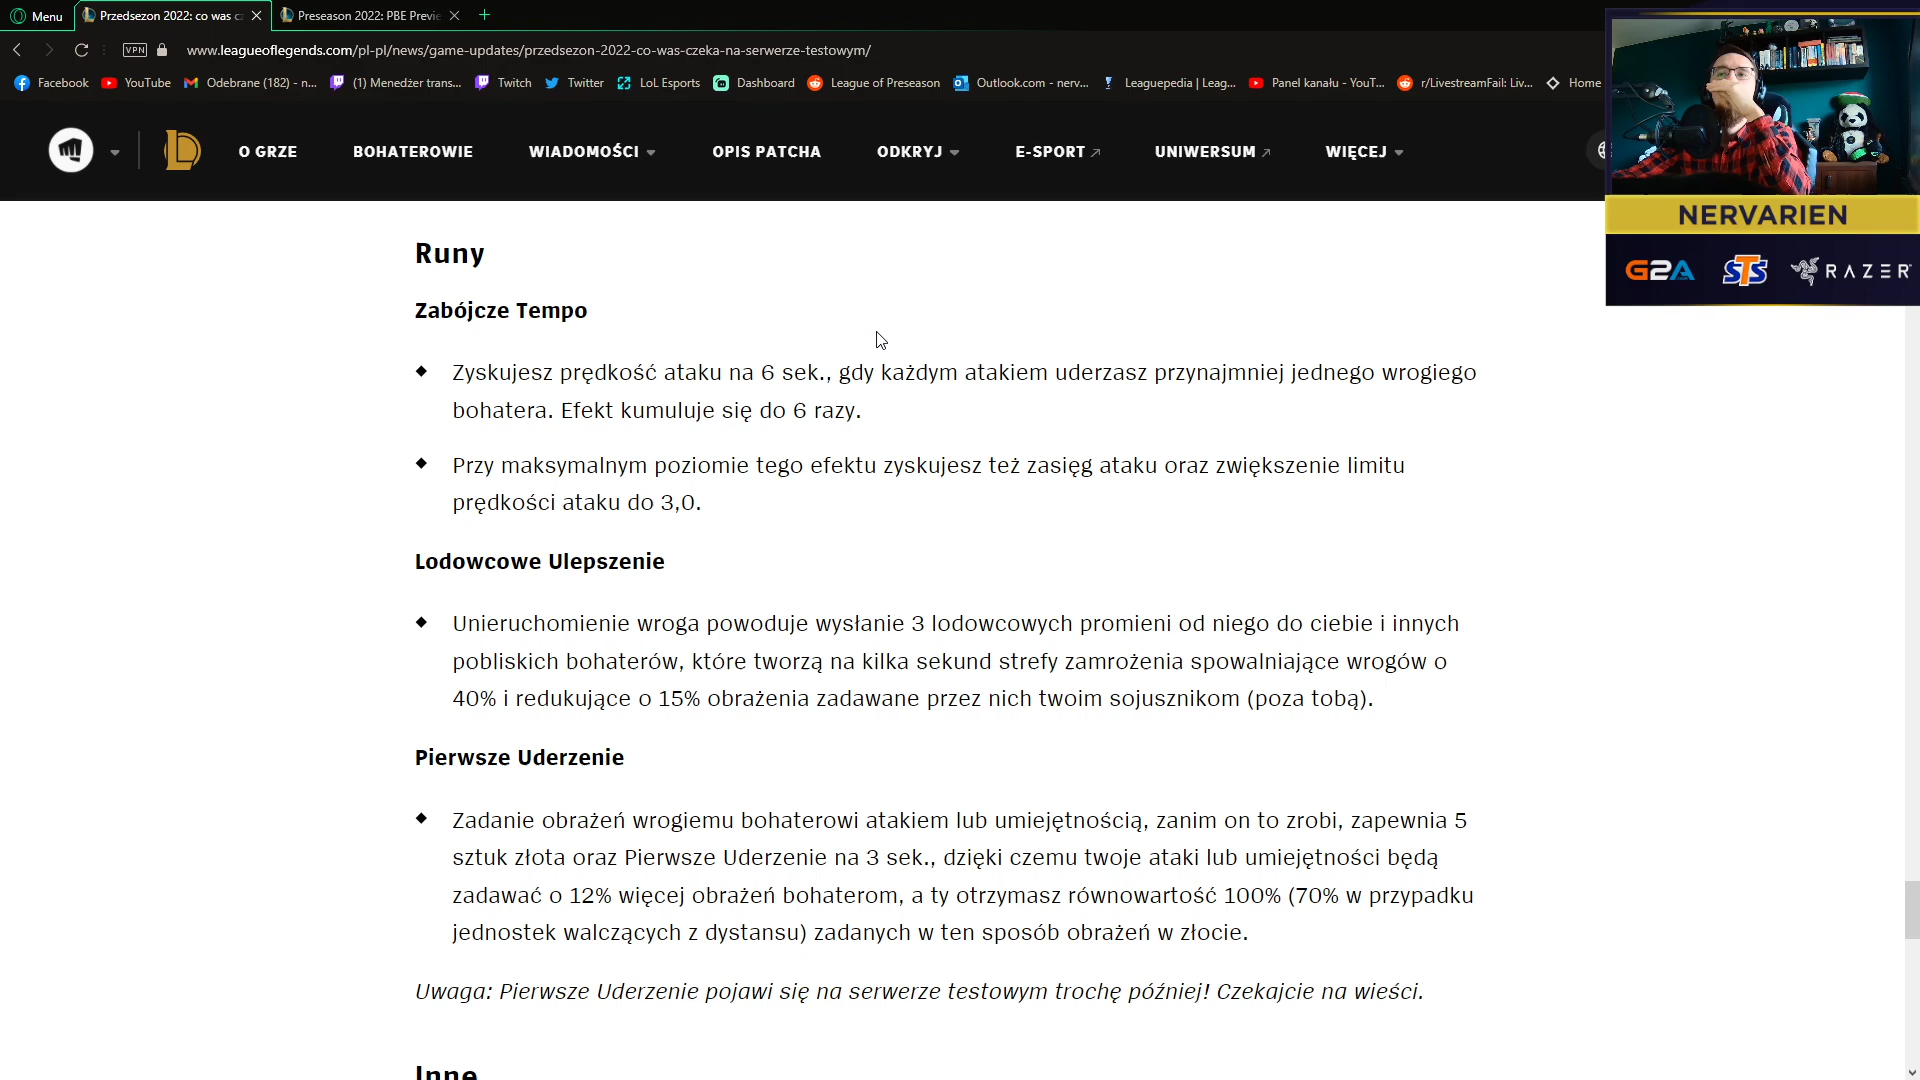 Menu
Przedsezon 2022: co was cz
Preseason 2022: PBE Previe
VPN
www.leagueoflegends.com/pl-pl/news/game-updates/przedsezon-2022-co-was-czeka-na-serwerze-testowym/
Facebook
YouTube
Odebrane (182) - n...
(1) Menedżer trans...
Twitch
Twitter
LoL Esports
Dashboard
League of Preseason
Outlook.com - nerv...
Leaguepedia | Leag...
Panel kanału - YouT...
r/LivestreamFail: Liv...
Home
O GRZE
BOHATEROWIE
WIADOMOŚCI
OPIS PATCHA
ODKRYJ
E-SPORT
UNIWERSUM
WIĘCEJ
NERVARIEN
G2A
STS
RAZER
Runy
Zabójcze Tempo
Zyskujesz prędkość ataku na 6 sek., gdy każdym atakiem uderzasz przynajmniej jednego wrogiego
bohatera. Efekt kumuluje się do 6 razy.
Przy maksymalnym poziomie tego efektu zyskujesz też zasięg ataku oraz zwiększenie limitu
prędkości ataku do 3,0.
Lodowcowe Ulepszenie
Unieruchomienie wroga powoduje wysłanie 3 lodowcowych promieni od niego do ciebie i innych
pobliskich bohaterów, które tworzą na kilka sekund strefy zamrożenia spowalniające wrogów o
40% i redukujące o 15% obrażenia zadawane przez nich twoim sojusznikom (poza tobą).
Pierwsze Uderzenie
Zadanie obrażeń wrogiemu bohaterowi atakiem lub umiejętnością, zanim on to zrobi, zapewnia 5
sztuk złota oraz Pierwsze Uderzenie na 3 sek., dzięki czemu twoje ataki lub umiejętności będą
zadawać o 12% więcej obrażeń bohaterom, a ty otrzymasz równowartość 100% (70% w przypadku
jednostek walczących z dystansu) zadanych w ten sposób obrażeń w złocie.
Uwaga: Pierwsze Uderzenie pojawi się na serwerze testowym trochę później! Czekajcie na wieści.
Inne